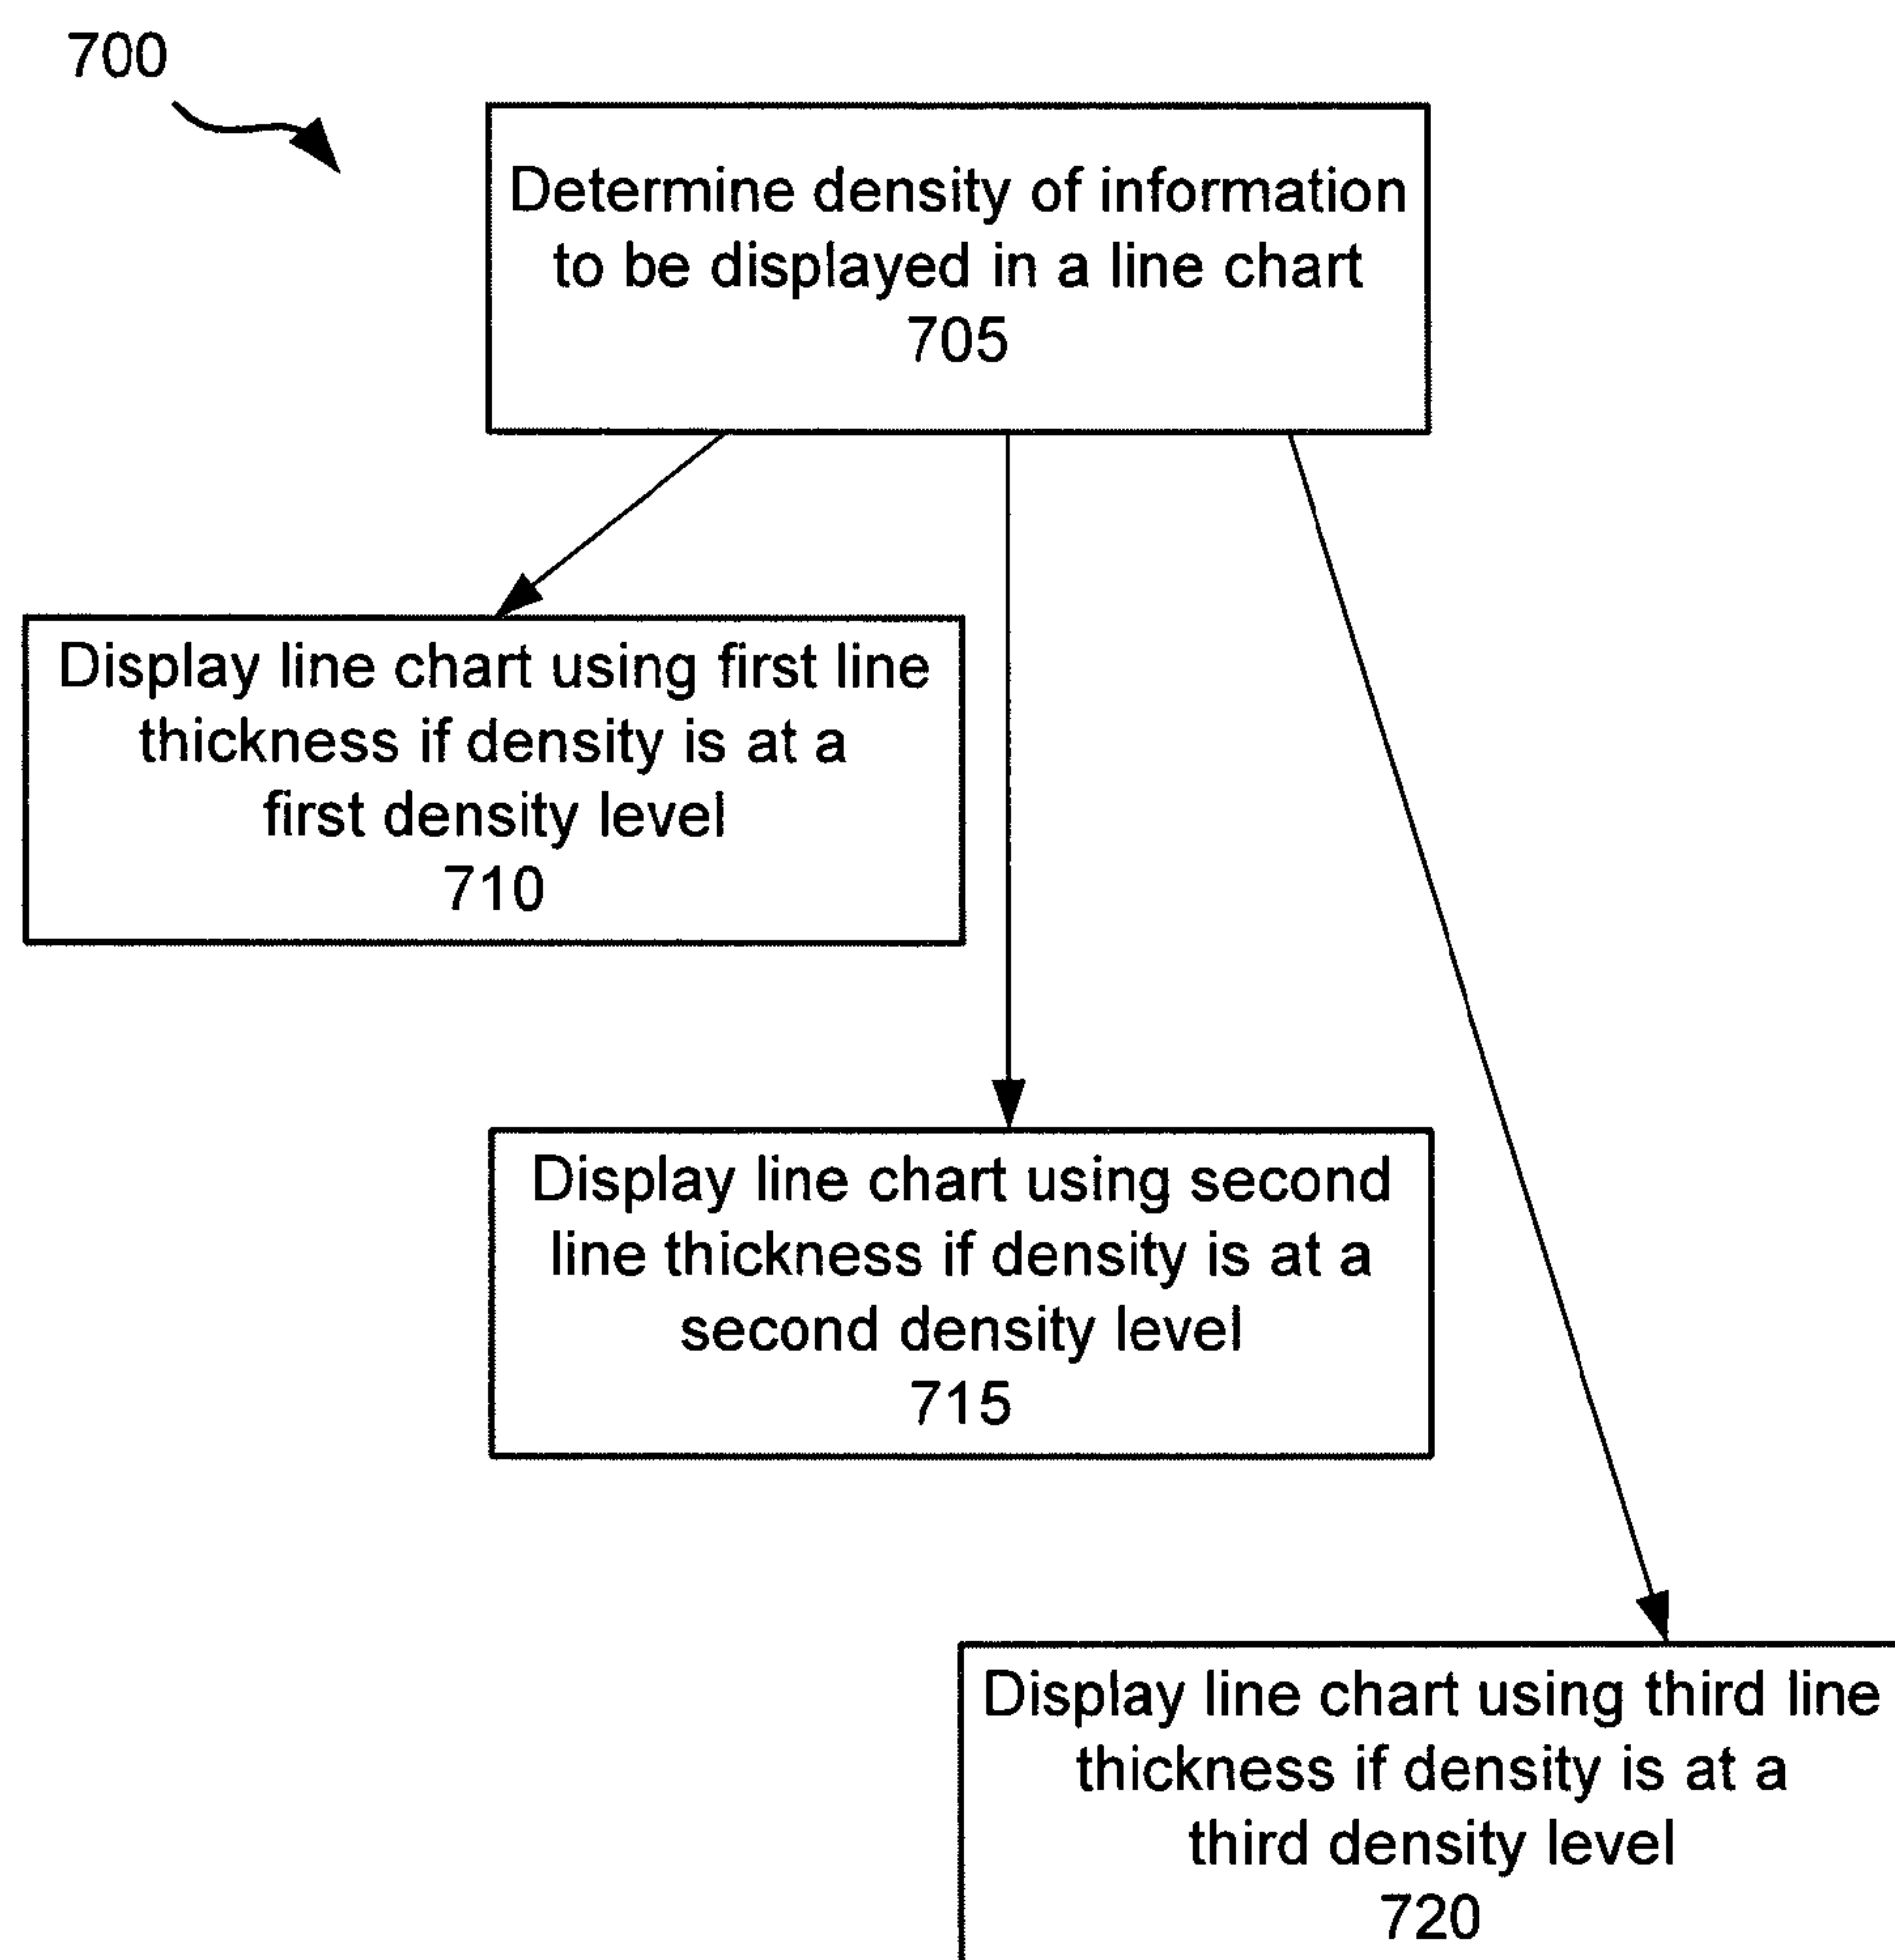 700
Determine density of information
to be displayed in a line chart
705
Display line chart using first line
thickness if density is at a
first density level
710
Display line chart using second
line thickness if density is at a
second density level
715
Display line chart using third line
thickness if density is at a
third density level
720